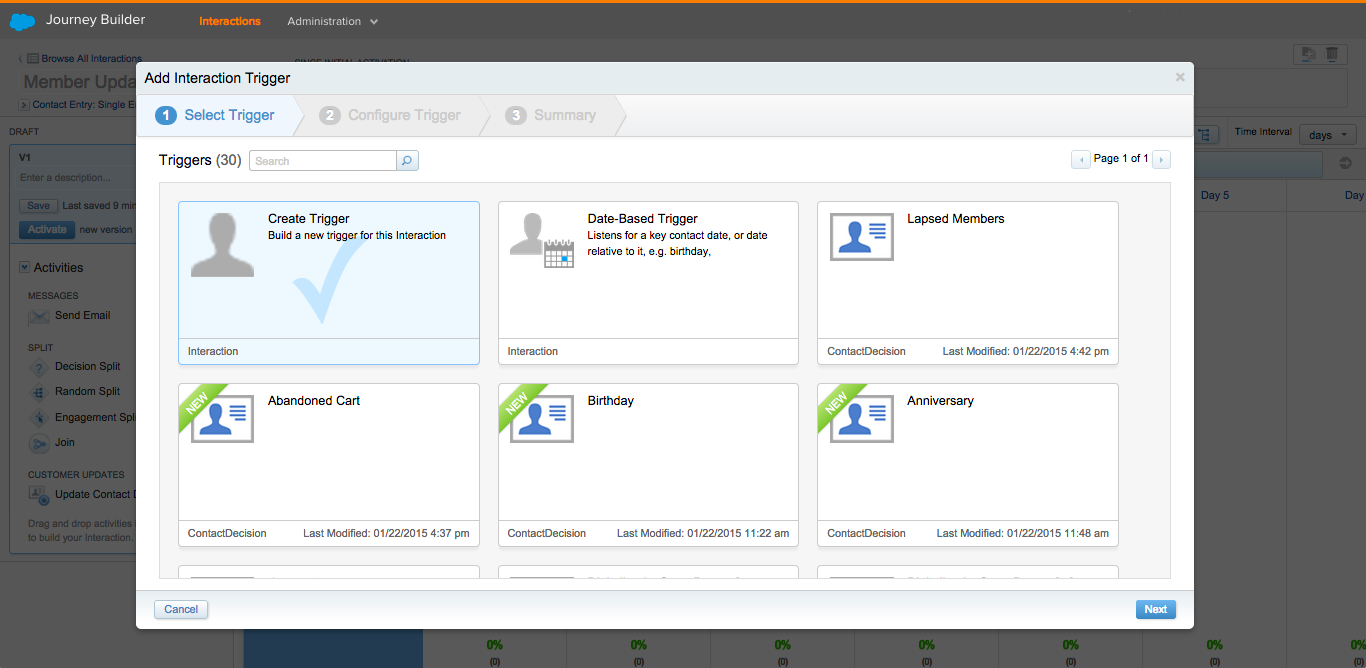 Journey Builder
Interactions
Administration
Browse All Interactions
SINCE INITIAL ACTIVATION
Member Upda
Contact Entry: Single E
DRAFT
V1
Enter a description...
Save
Last saved 9 min
Activate
new version
Activities
MESSAGES
Send Email
SPLIT
Decision Split
Random Split
Engagement Spli
Join
CUSTOMER UPDATES
Update Contact D
Drag and drop activities
to build your Interaction.
Time Interval
days
Day 5
Day
Add Interaction Trigger
×
1 Select Trigger
2 Configure Trigger
3 Summary
Triggers (30)
Search
Page 1 of 1
Create Trigger
Build a new trigger for this Interaction
Interaction
Date-Based Trigger
Listens for a key contact date, or date
relative to it, e.g. birthday,
Interaction
Lapsed Members
ContactDecision
Last Modified: 01/22/2015 4:42 pm
NEW
Abandoned Cart
ContactDecision
Last Modified: 01/22/2015 4:37 pm
NEW
Birthday
ContactDecision
Last Modified: 01/22/2015 11:22 am
NEW
Anniversary
ContactDecision
Last Modified: 01/22/2015 11:48 am
Cancel
Next
0% 0% 0% 0% 0% 0% 0%
(0) (0) (0) (0) (0) (0) (0)